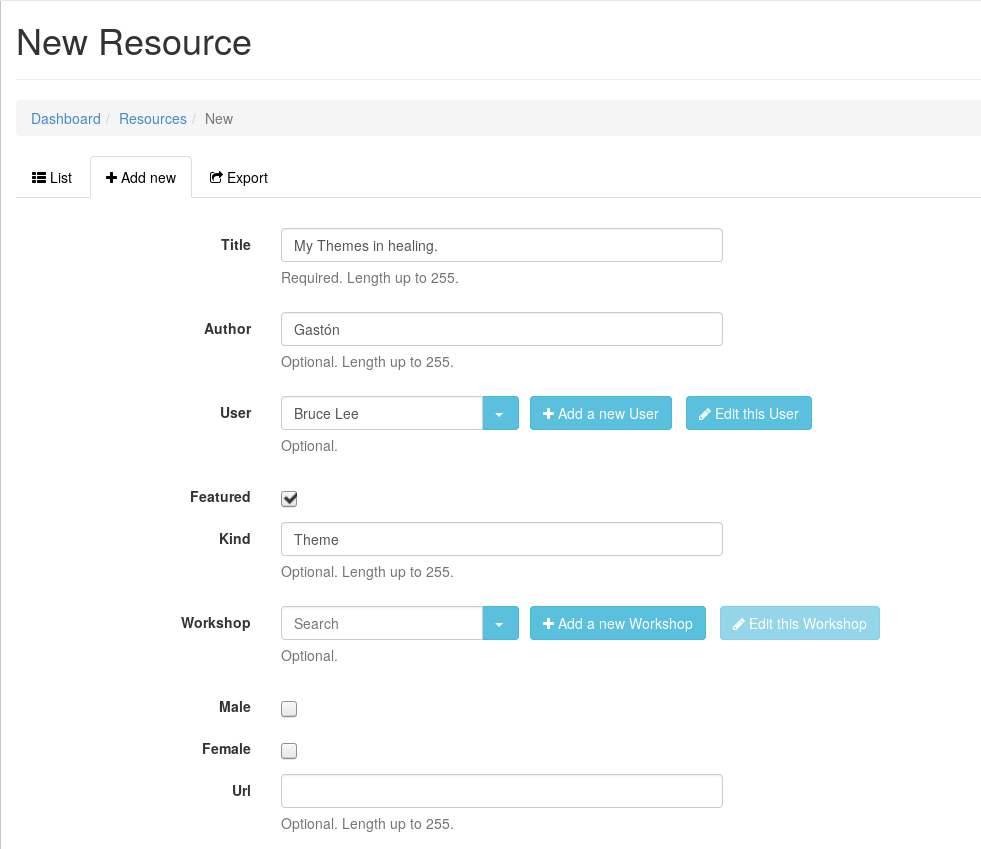 New Resource
Dashboard / Resources / New
List Add new Export
Title My Themes in healing.
Required. Length up to 255.
Author Gastón
Optional. Length up to 255.
User Bruce Lee Add a new User Edit this User
Optional.
Featured
Kind Theme
Optional. Length up to 255.
Workshop Search Add a new Workshop Edit this Workshop
Optional.
Male
Female
Url
Optional. Length up to 255.